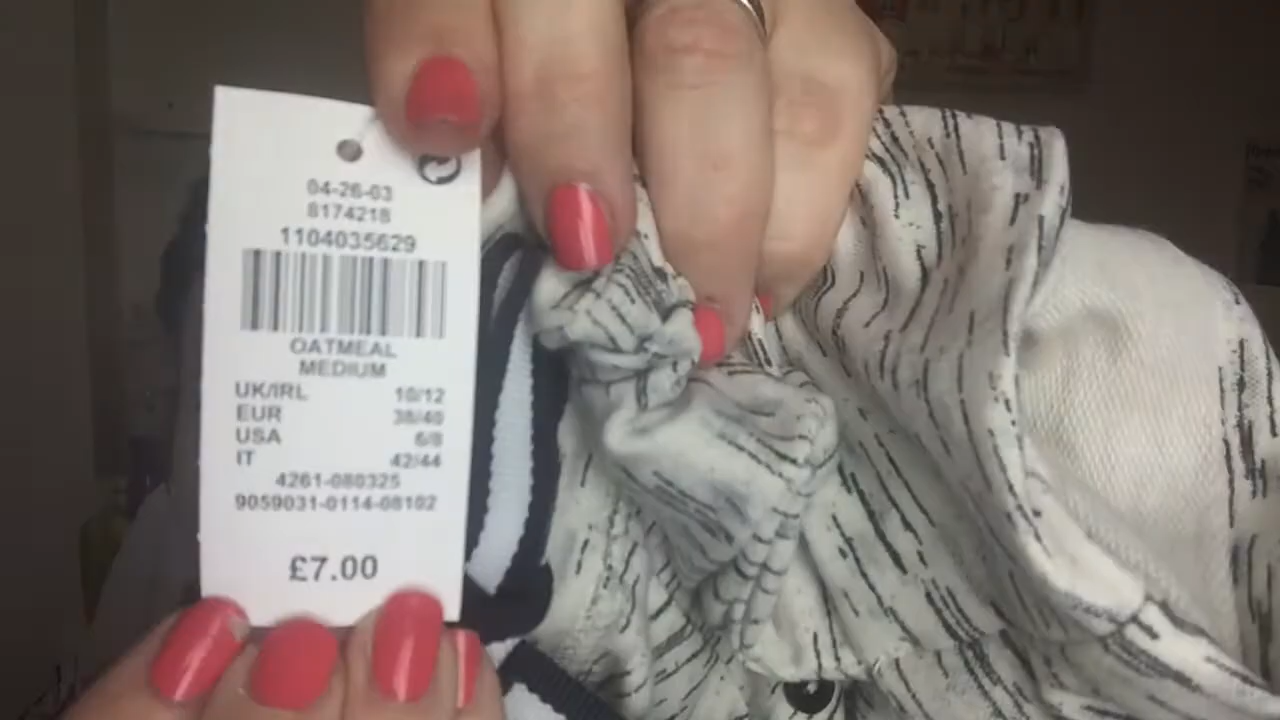 04-26-03
8174218
1104035629
OATMEAL
MEDIUM
UK/IRL 10/12
EUR 38/40
USA 6/8
IT 42/44
4261-080325
9059031-0114-08102
£7.00